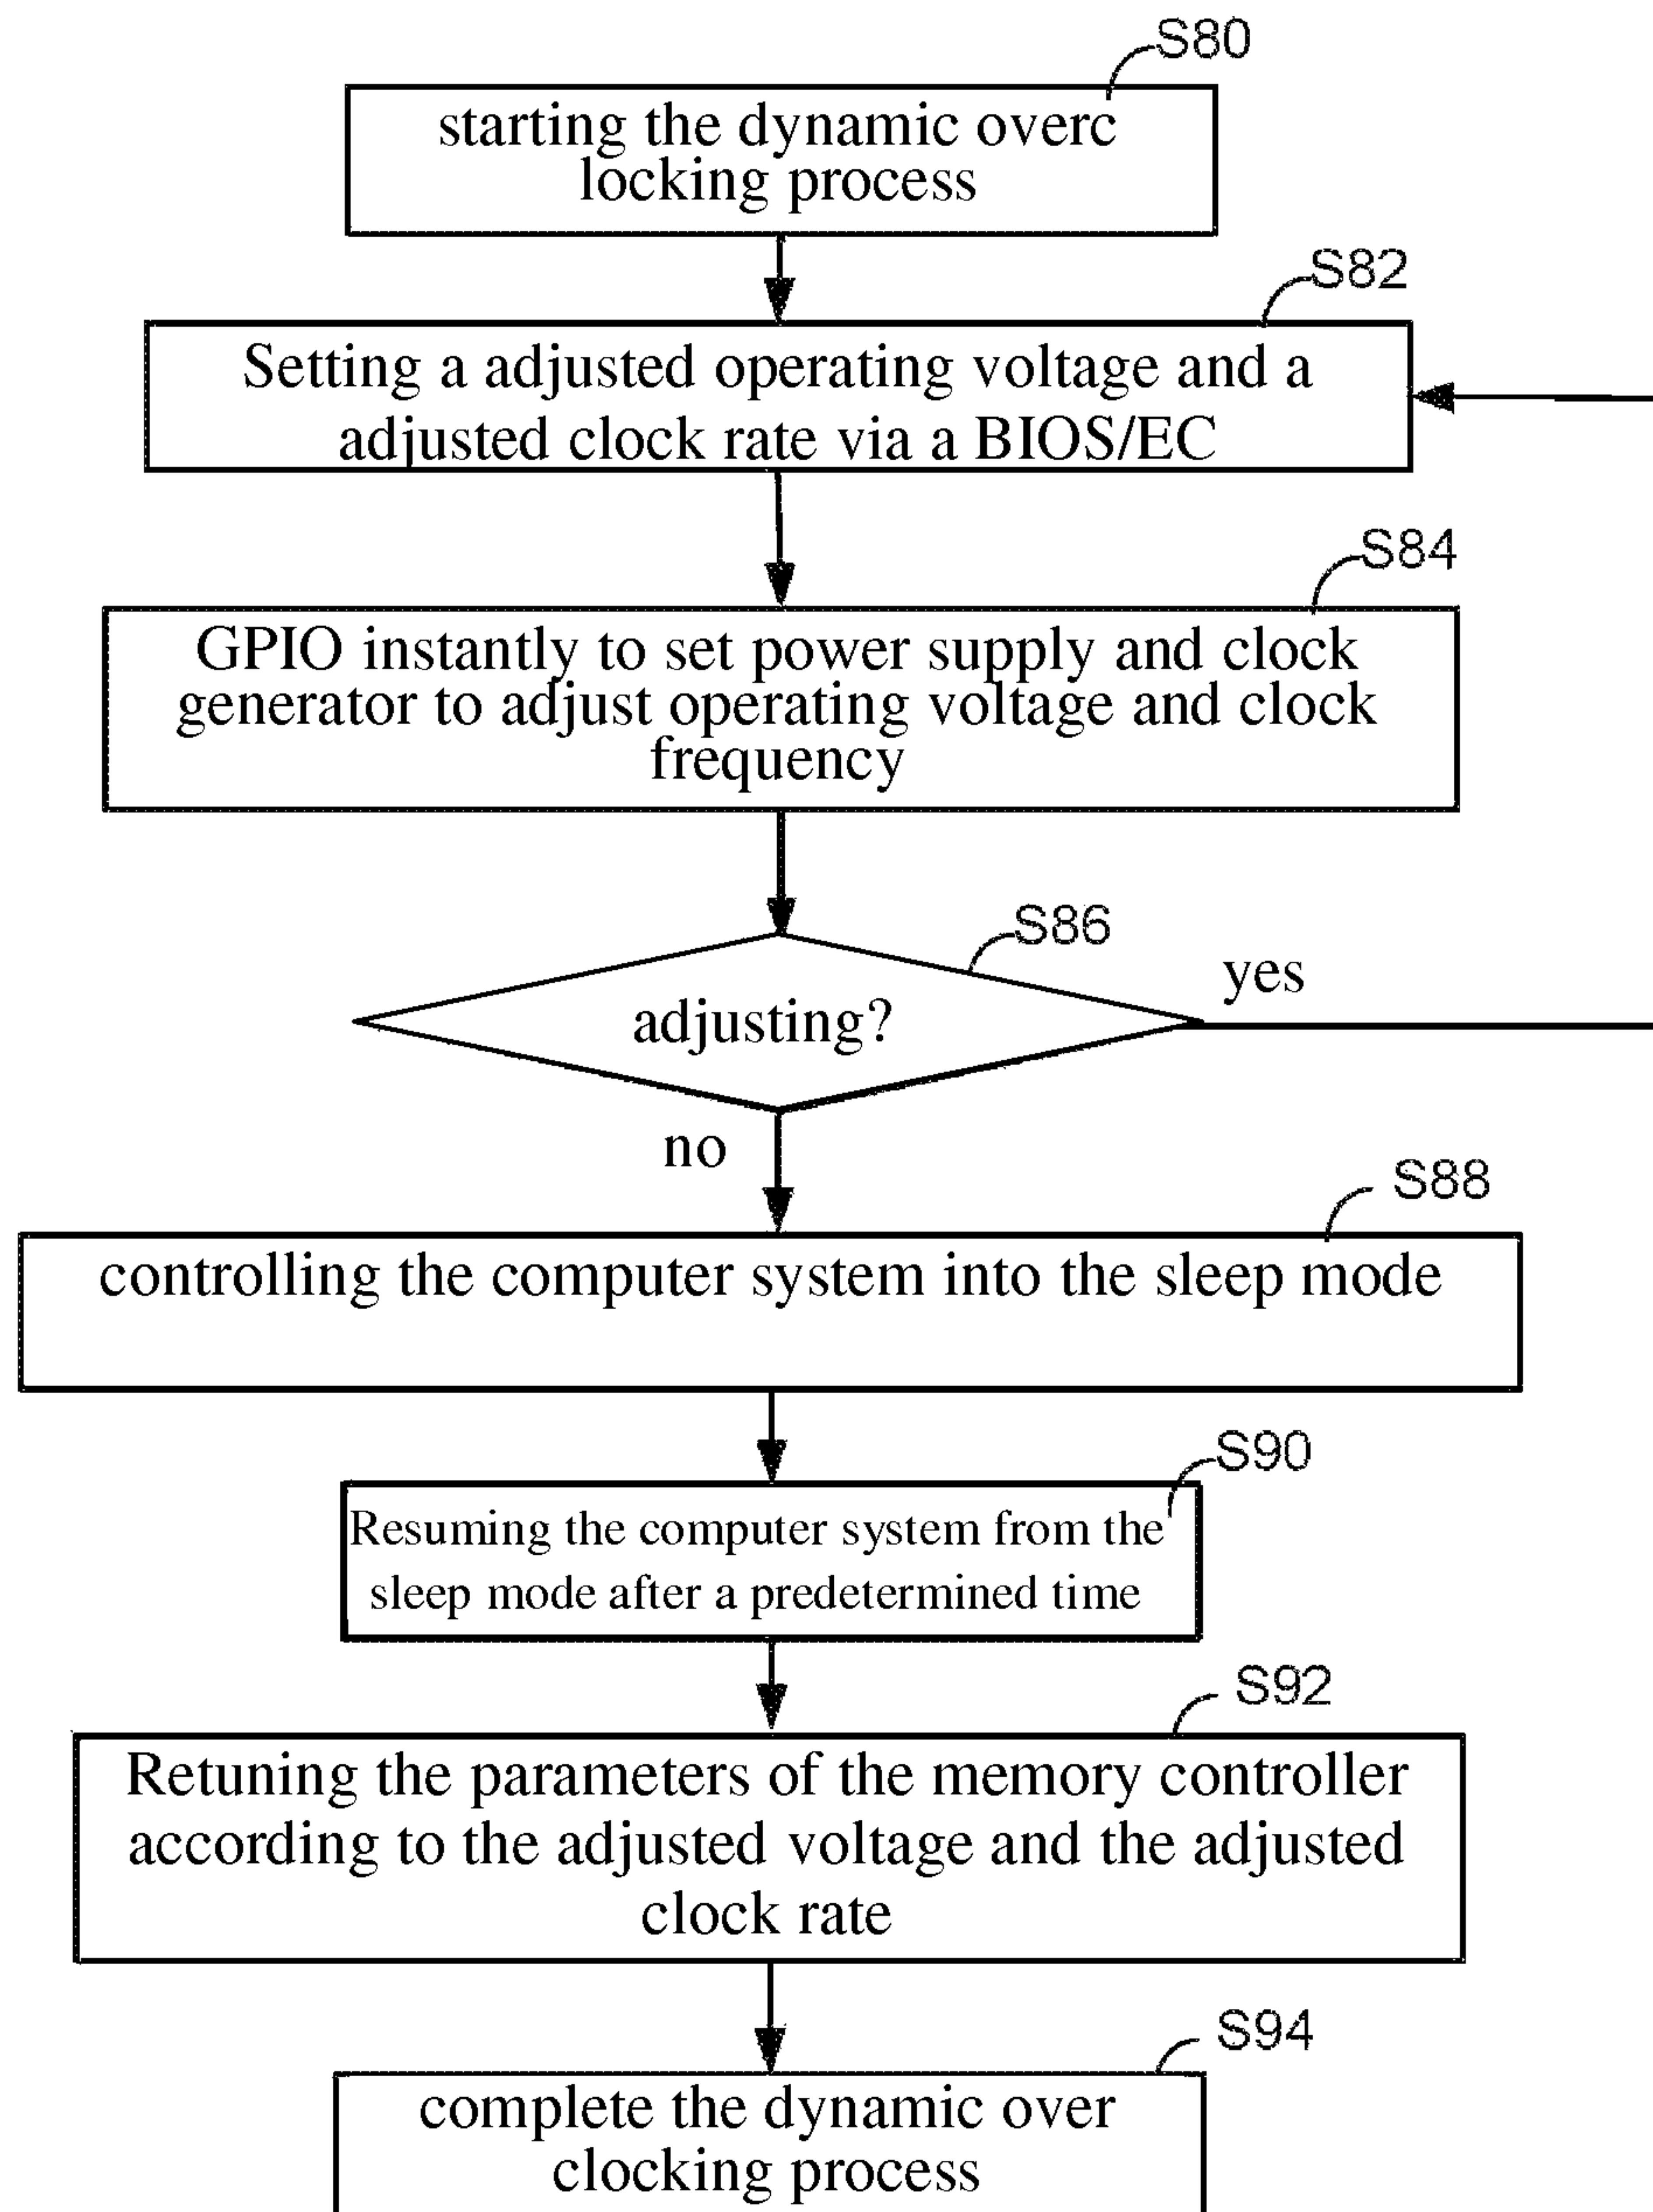 S80
starting the dynamic overc
locking process
S82
Setting a adjusted operating voltage and a
adjusted clock rate via a BIOS/EC
S84
GPIO instantly to set power supply and clock
generator to adjust operating voltage and clock
frequency
S86
yes
adjusting?
no
S88
controlling the computer system into the sleep mode
S90
Resuming the computer system from the
sleep mode after a predetermined time
S92
Retuning the parameters of the memory controller
according to the adjusted voltage and the adjusted
clock rate
S94
complete the dynamic over
clocking process